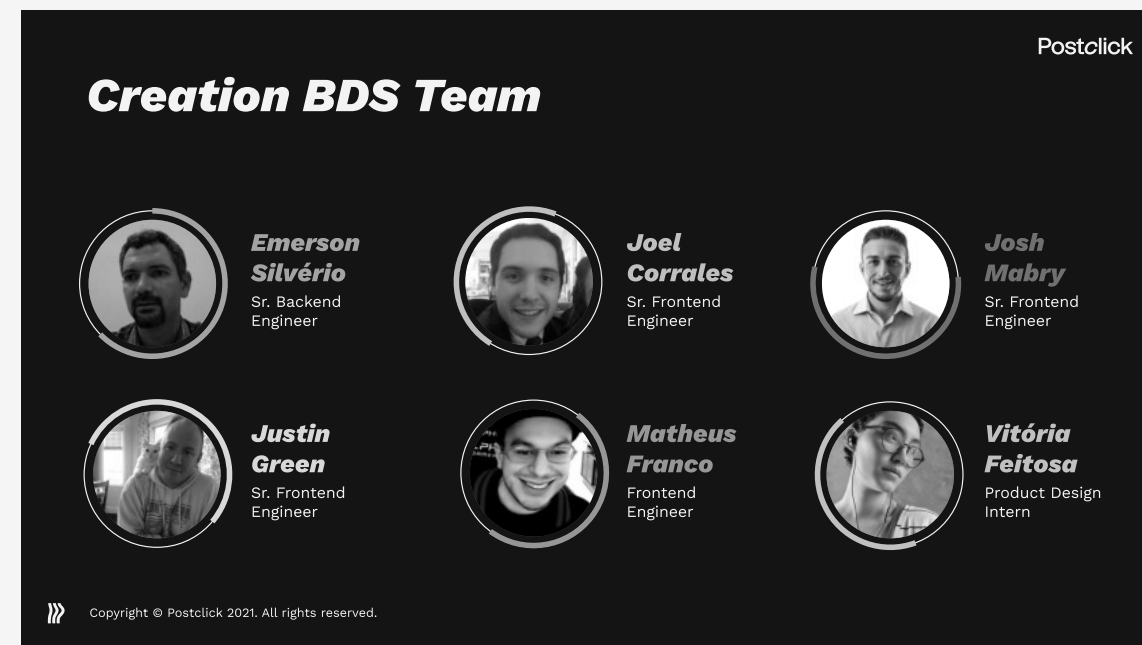 Postclick
Creation BDS Team
Emerson
Silvério
Sr. Backend
Engineer
Joel
Corrales
Sr. Frontend
Engineer
Josh
Mabry
Sr. Frontend
Engineer
Justin
Green
Sr. Frontend
Engineer
Matheus
Franco
Frontend
Engineer
Vitória
Feitosa
Product Design
Intern
Copyright © Postclick 2021. All rights reserved.